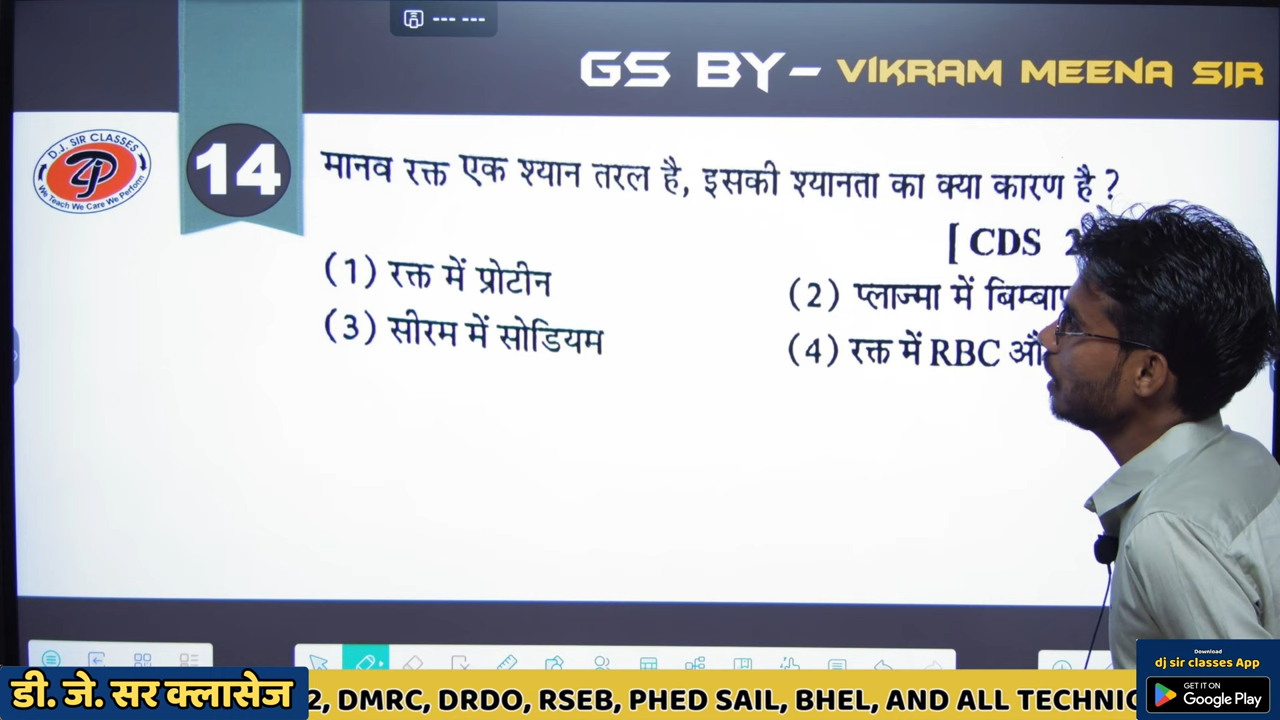 --- ---
GS BY- VIKRAM MEENA SIR
D.J. SIR CLASSES
We Teach We Care We Perform
14
मानव रक्त एक श्यान तरल है, इसकी श्यानता का क्या कारण है ?
[ CDS
(1) रक्त में प्रोटीन
(2) प्लाज्मा में
(3) सीरम में सोडियम
(4) रक्त में RBC
डी. जे. सर क्लासेज
2, DMRC, DRDO, RSEB, PHED SAIL, BHEL, AND ALL
Download
dj sir classes App
GET IT ON
Google Play